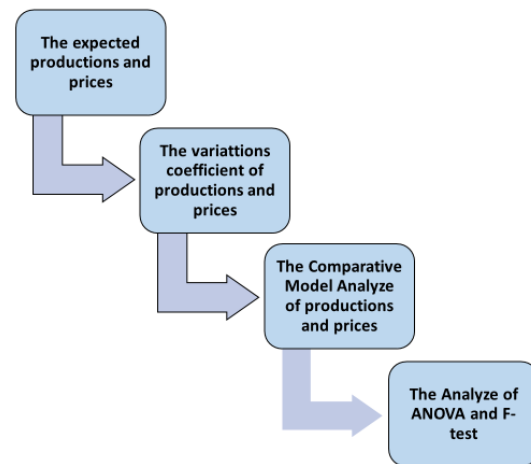 The expected
productions and
prices
The variattions
coefficient of
productions and
prices
The Comparative
Model Analyze
of productions
and prices
The Analyze of
ANOVA and F-
test